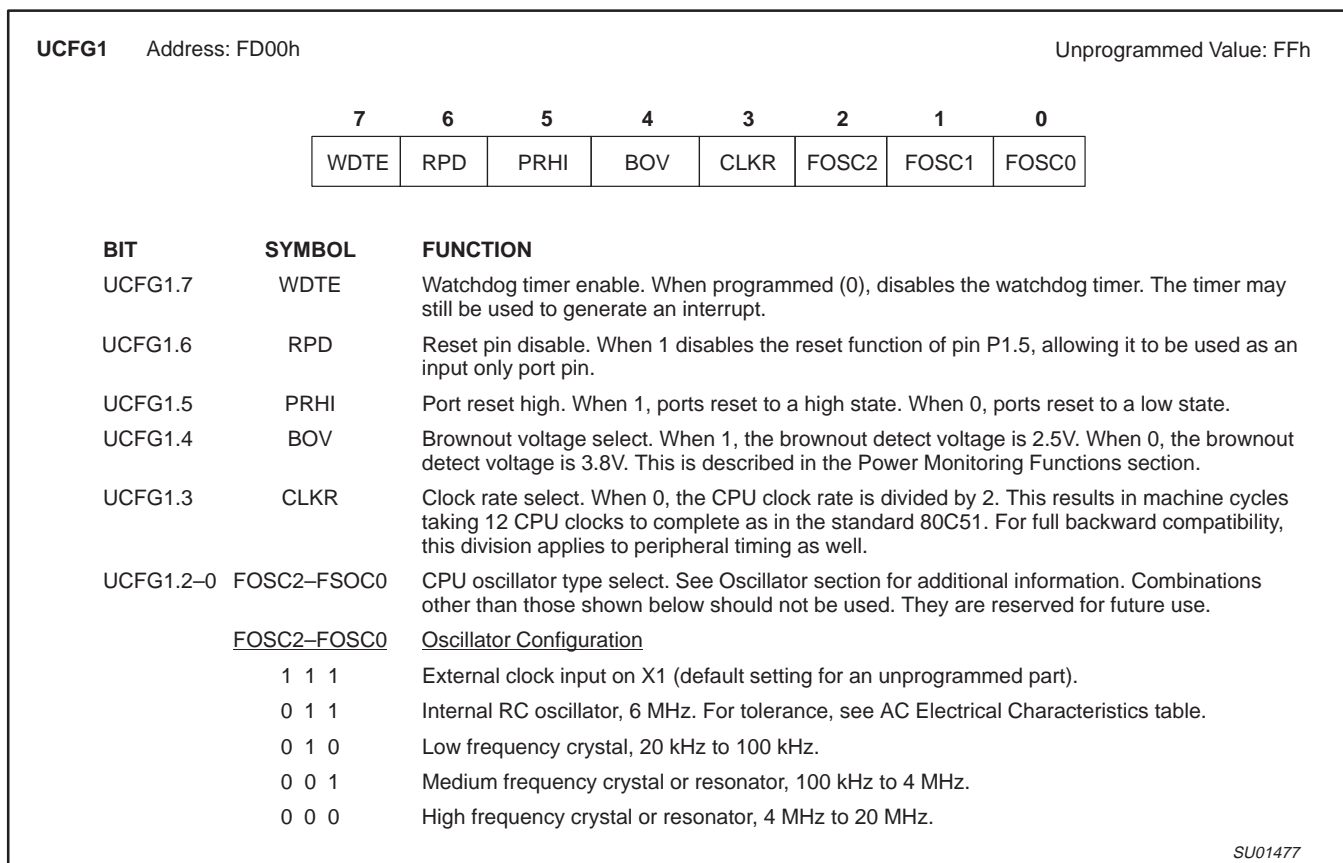 UCFG1 Address: FD00h Unprogrammed Value: FFh
7 6 5 4 3 2 1 0
WDTE RPD PRHI BOV CLKR FOSC2 FOSC1 FOSC0
BIT SYMBOL FUNCTION
UCFG1.7 WDTE Watchdog timer enable. When programmed (0), disables the watchdog timer. The timer may
still be used to generate an interrupt.
UCFG1.6 RPD Reset pin disable. When 1 disables the reset function of pin P1.5, allowing it to be used as an
input only port pin.
UCFG1.5 PRHI Port reset high. When 1, ports reset to a high state. When 0, ports reset to a low state.
UCFG1.4 BOV Brownout voltage select. When 1, the brownout detect voltage is 2.5V. When 0, the brownout
detect voltage is 3.8V. This is described in the Power Monitoring Functions section.
UCFG1.3 CLKR Clock rate select. When 0, the CPU clock rate is divided by 2. This results in machine cycles
taking 12 CPU clocks to complete as in the standard 80C51. For full backward compatibility,
this division applies to peripheral timing as well.
UCFG1.2–0 FOSC2–FSOC0 CPU oscillator type select. See Oscillator section for additional information. Combinations
other than those shown below should not be used. They are reserved for future use.
FOSC2–FOSC0 Oscillator Configuration
1 1 1 External clock input on X1 (default setting for an unprogrammed part).
0 1 1 Internal RC oscillator, 6 MHz. For tolerance, see AC Electrical Characteristics table.
0 1 0 Low frequency crystal, 20 kHz to 100 kHz.
0 0 1 Medium frequency crystal or resonator, 100 kHz to 4 MHz.
0 0 0 High frequency crystal or resonator, 4 MHz to 20 MHz.
SU01477